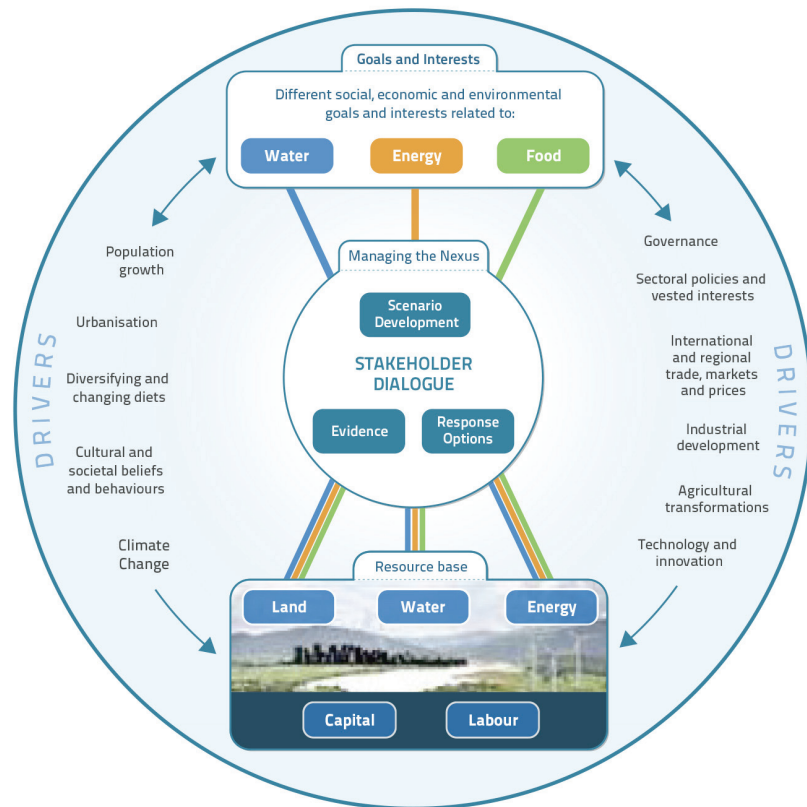 Goals and Interests
Different social, economic and environmental
goals and interests related to:
Water
Energy
Food
DRIVERS
Population
growth
Urbanisation
Diversifying and
changing diets
Cultural and
societal beliefs
and behaviours
Climate
Change
Managing the Nexus
Scenario
Development
STAKEHOLDER
DIALOGUE
Evidence
Response
Options
Governance
Sectoral policies and
vested interests
International
and regional
trade, markets
and prices
Industrial
development
Agricultural
transformations
Technology and
innovation
DRIVERS
Resource base
Land
Water
Energy
Capital
Labour